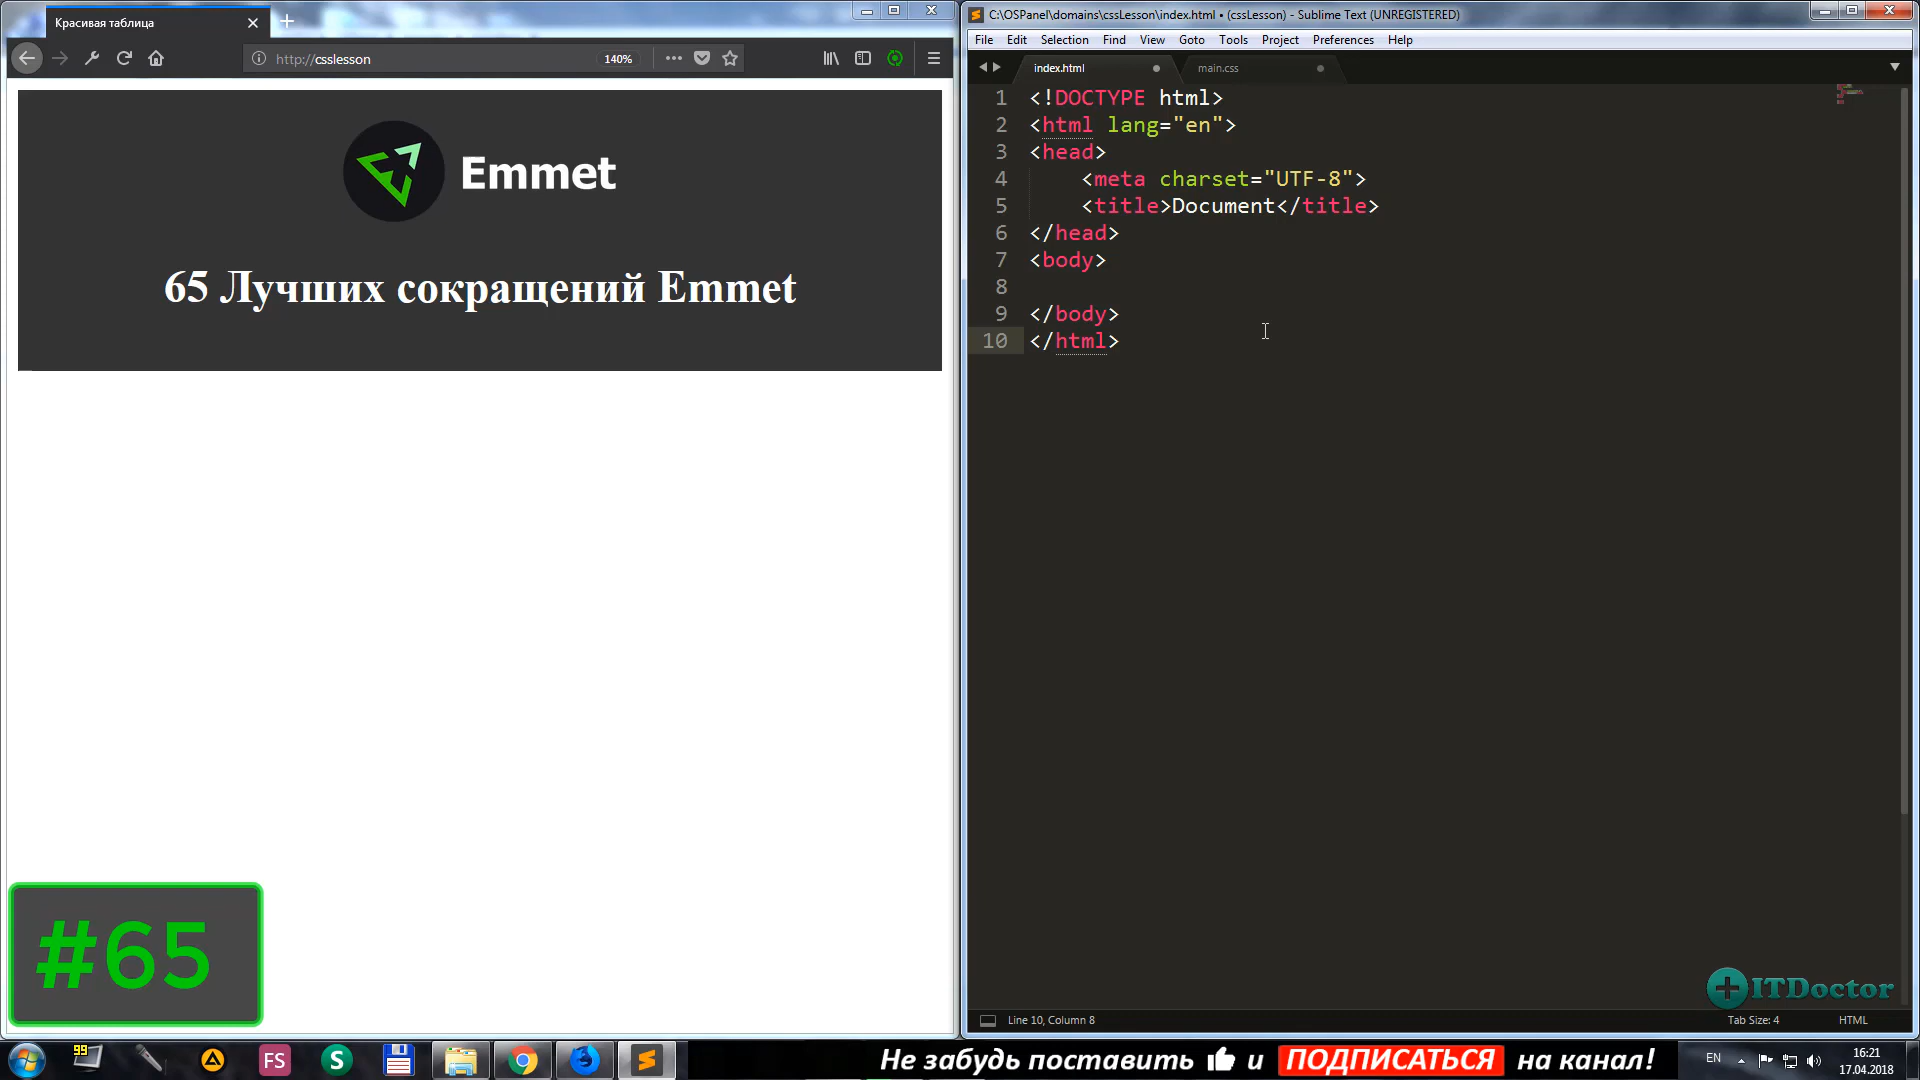 Красивая таблица
http://csslesson
140%
Emmet
65 Лучших сокращений Emmet
#65
C:\OSPanel\domains\cssLesson\index.html • (cssLesson) - Sublime Text (UNREGISTERED)
File Edit Selection Find View Goto Tools Project Preferences Help
index.html
main.css
1 <!DOCTYPE html>
2 <html lang="en">
3 <head>
4 <meta charset="UTF-8">
5 <title>Document</title>
6 </head>
7 <body>
8
9 </body>
10 </html>
ITDoctor
Line 10, Column 8
Tab Size: 4
HTML
99
FS
S
Не забудь поставить и ПОДПИСАТЬСЯ на канал!
EN
16:21
17.04.2018